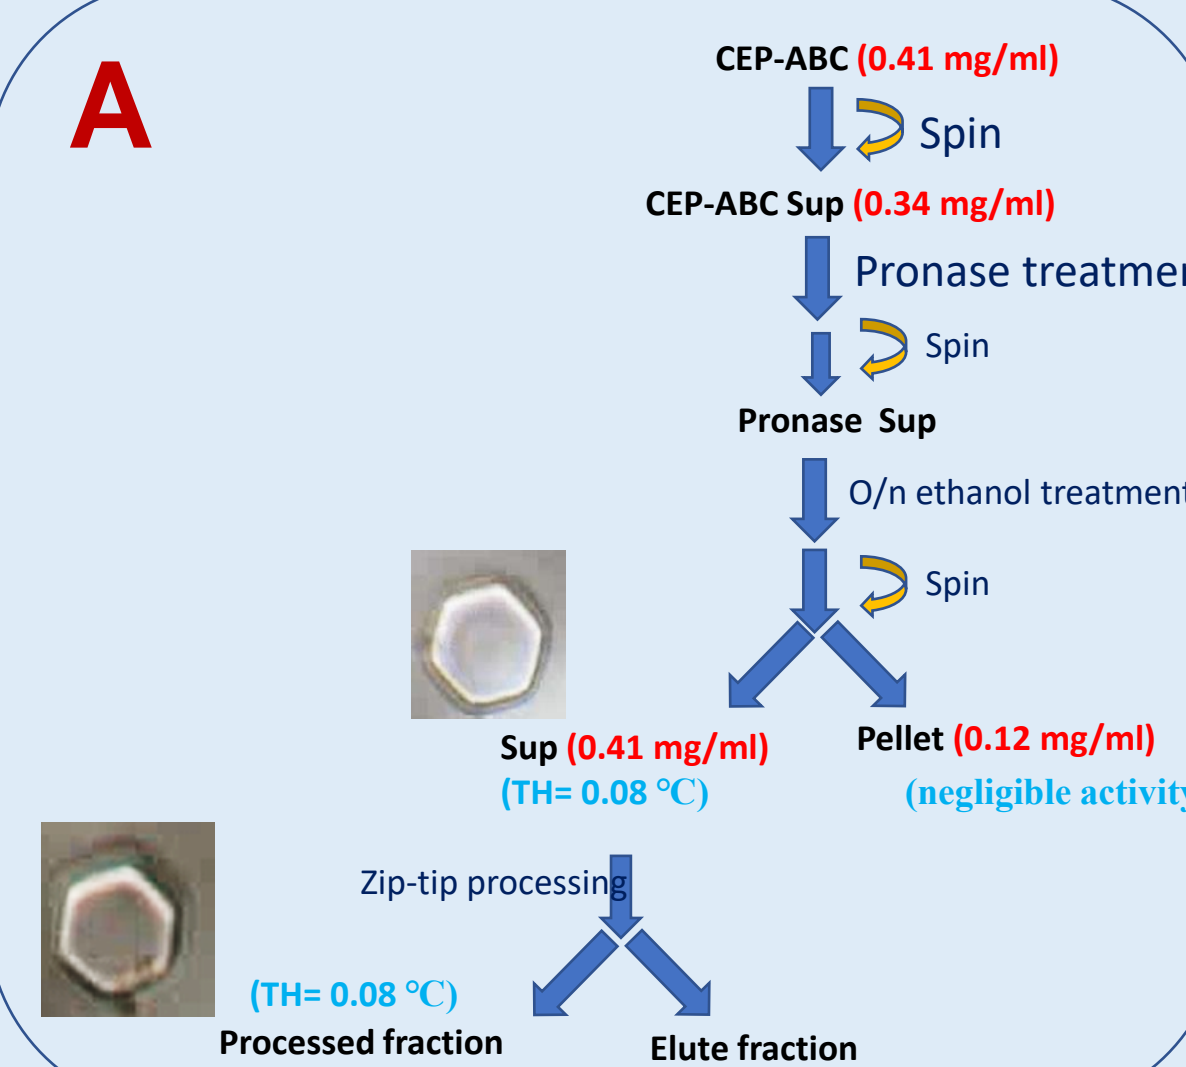 A
CEP-ABC (0.41 mg/ml)
Spin
CEP-ABC Sup (0.34 mg/ml)
Pronase treatmen
Spin
Pronase Sup
O/n ethanol treatment
Spin
Sup (0.41 mg/ml)
(TH= 0.08 °C)
Pellet (0.12 mg/ml)
(negligible activity
Zip-tip processing
(TH= 0.08 °C)
Processed fraction
Elute fraction